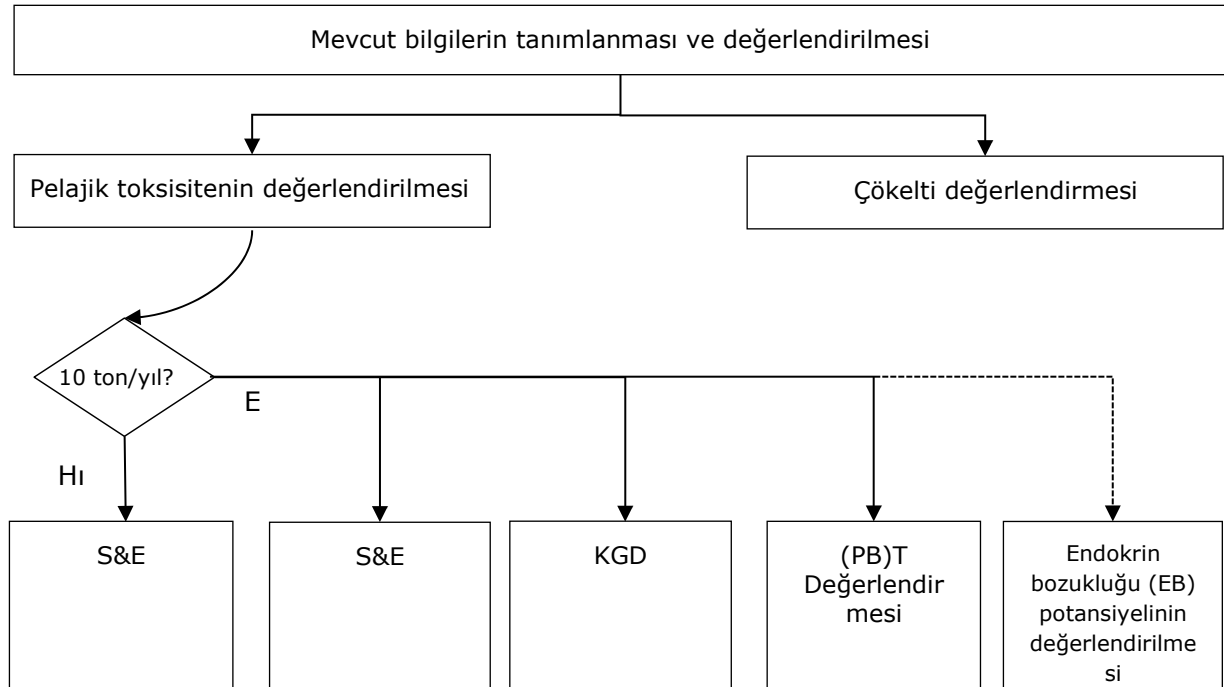 Mevcut bilgilerin tanımlanması ve değerlendirilmesi
Pelajik toksisitenin değerlendirilmesi
Çökelti değerlendirmesi
10 ton/yıl?
E
Hı
S&E
S&E
KGD
(PB)T
Değerlendir
mesi
Endokrin
bozukluğu (EB)
potansiyelinin
değerlendirilme
si